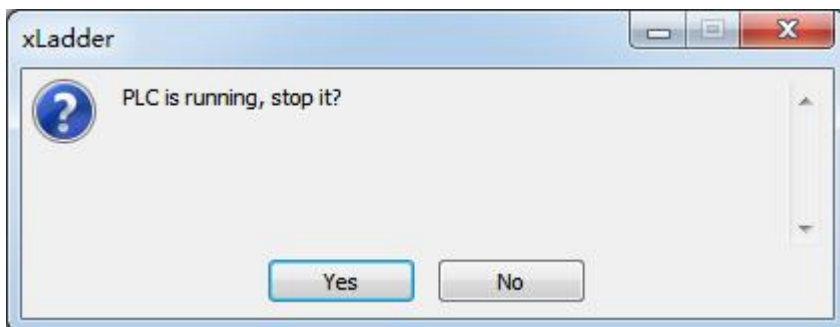 xLadder
PLC is running, stop it?
Yes
No